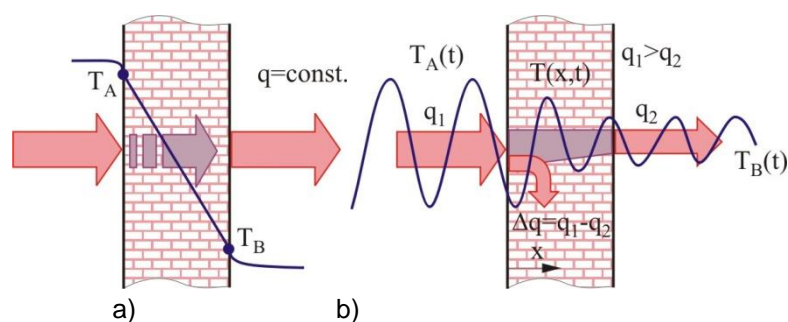 T_A
q=const.
T_B
a)
T_A(t)
q_1
T(x,t)
q_1>q_2
q_2
T_B(t)
Δq=q_1-q_2
x
b)